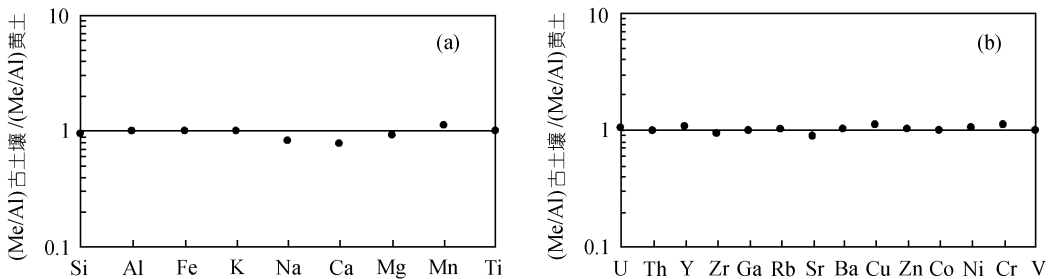 (Me/Al)古土壤/(Me/Al)黄土
10
1
0.1
(a)
Si Al Fe K Na Ca Mg Mn Ti
(Me/Al)古土壤/(Me/Al)黄土
10
1
0.1
(b)
U Th Y Zr Ga Rb Sr Ba Cu Zn Co Ni Cr V